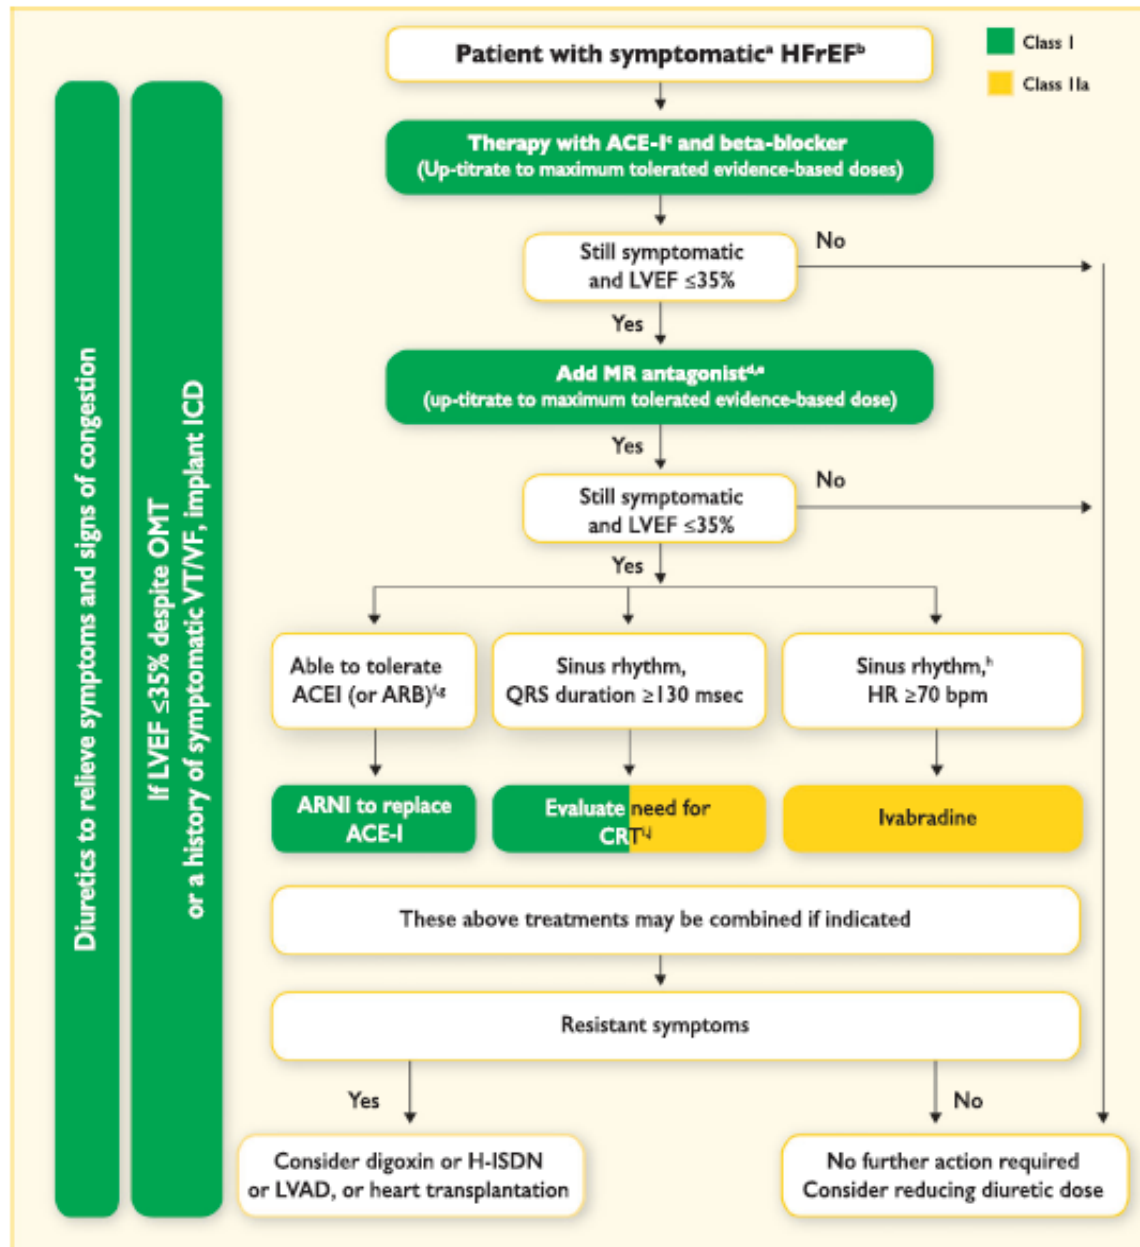 Patient with symptomaticᵃ HFrEFᵇ
Class I
Class IIa
Therapy with ACE-Iᶜ and beta-blocker
(Up-titrate to maximum tolerated evidence-based doses)
Still symptomatic
and LVEF ≤35%
No
Yes
Add MR antagonistᵈ,ᵉ
(up-titrate to maximum tolerated evidence-based dose)
Yes
Still symptomatic
and LVEF ≤35%
No
Yes
Able to tolerate
ACEI (or ARB)ᶠ,ᵍ
Sinus rhythm,
QRS duration ≥130 msec
Sinus rhythm,ʰ
HR ≥70 bpm
ARNI to replace
ACE-I
Evaluate need for
CRTⁱ,ʲ
Ivabradine
These above treatments may be combined if indicated
Resistant symptoms
Yes
No
Consider digoxin or H-ISDN
or LVAD, or heart transplantation
No further action required
Consider reducing diuretic dose
Diuretics to relieve symptoms and signs of congestion
If LVEF ≤35% despite OMT
or a history of symptomatic VT/VF, implant ICD